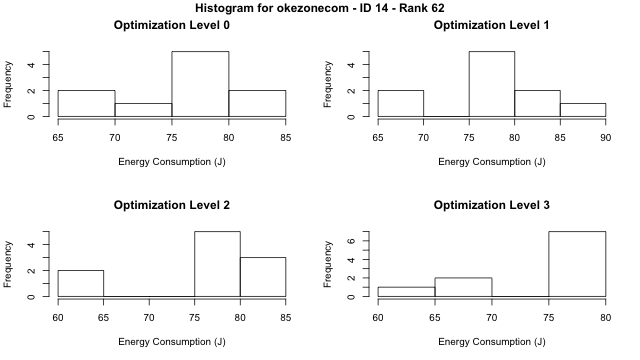 Histogram for okezonecom - ID 14 - Rank 62
Optimization Level 0
Frequency
0 2 4
65 70 75 80 85
Energy Consumption (J)
Optimization Level 1
Frequency
0 2 4
65 70 75 80 85 90
Energy Consumption (J)
Optimization Level 2
Frequency
0 2 4
60 65 70 75 80 85
Energy Consumption (J)
Optimization Level 3
Frequency
0 2 4 6
60 65 70 75 80
Energy Consumption (J)